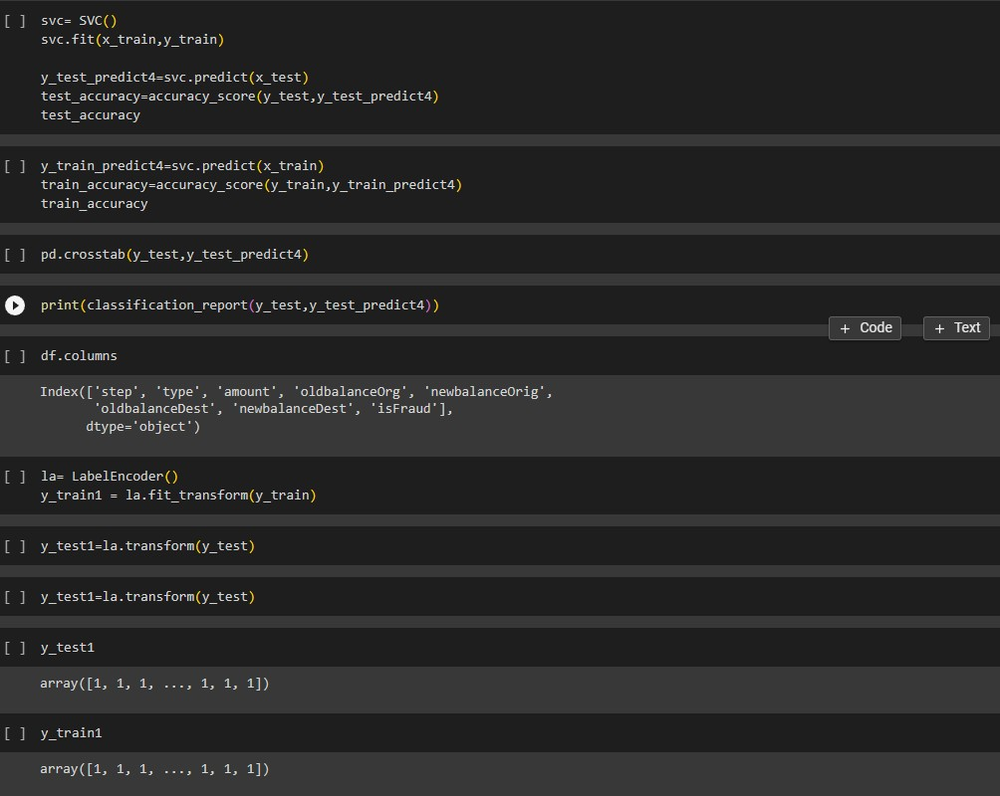 [ ] svc= SVC()
svc.fit(x_train,y_train)
y_test_predict4=svc.predict(x_test)
test_accuracy=accuracy_score(y_test,y_test_predict4)
test_accuracy
[ ] y_train_predict4=svc.predict(x_train)
train_accuracy=accuracy_score(y_train,y_train_predict4)
train_accuracy
[ ] pd.crosstab(y_test,y_test_predict4)
print(classification_report(y_test,y_test_predict4))
+ Code + Text
[ ] df.columns
Index(['step', 'type', 'amount', 'oldbalanceOrg', 'newbalanceOrig',
'oldbalanceDest', 'newbalanceDest', 'isFraud'],
dtype='object')
[ ] la= LabelEncoder()
y_train1 = la.fit_transform(y_train)
[ ] y_test1=la.transform(y_test)
[ ] y_test1=la.transform(y_test)
[ ] y_test1
array([1, 1, 1, ..., 1, 1, 1])
[ ] y_train1
array([1, 1, 1, ..., 1, 1, 1])